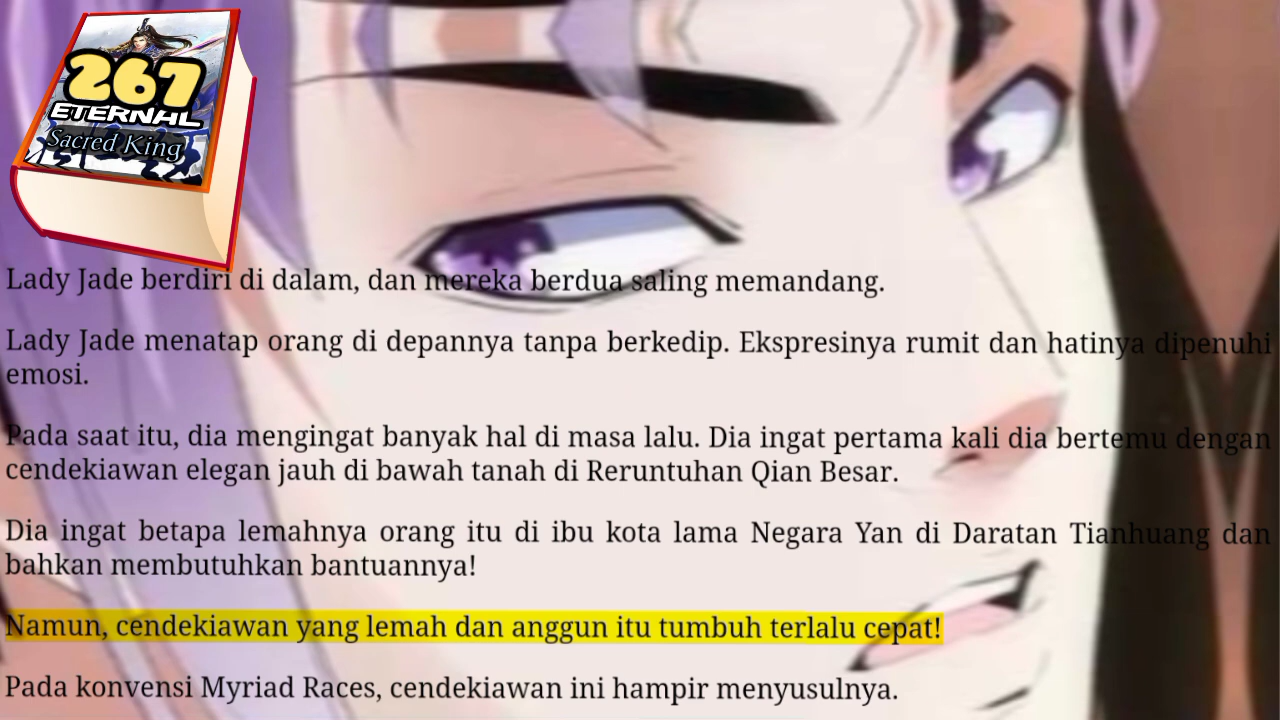 267
ETERNAL
Sacred King
Lady Jade berdiri di dalam, dan mereka berdua saling memandang.
Lady Jade menatap orang di depannya tanpa berkedip. Ekspresinya rumit dan hatinya dipenuhi
emosi.
Pada saat itu, dia mengingat banyak hal di masa lalu. Dia ingat pertama kali dia bertemu dengan
cendekiawan elegan jauh di bawah tanah di Reruntuhan Qian Besar.
Dia ingat betapa lemahnya orang itu di ibu kota lama Negara Yan di Daratan Tianhuang dan
bahkan membutuhkan bantuannya!
Namun, cendekiawan yang lemah dan anggun itu tumbuh terlalu cepat!
Pada konvensi Myriad Races, cendekiawan ini hampir menyusulnya.